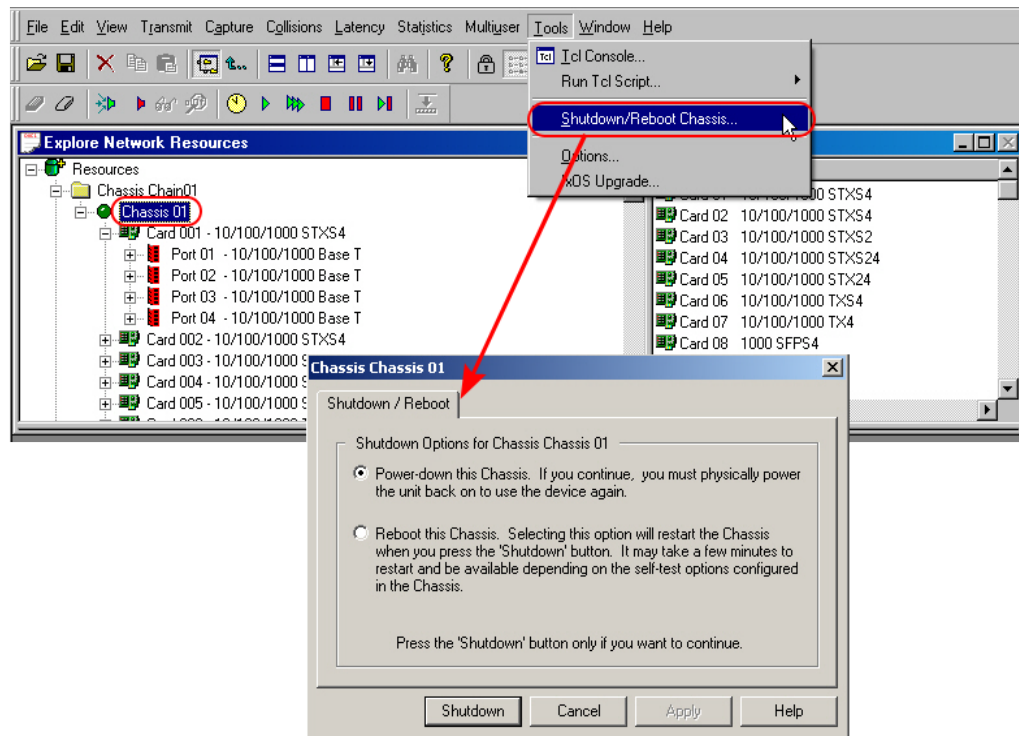 File Edit View Transmit Capture Collisions Latency Statistics Multiuser Tools Window Help
Tcl Tcl Console...
Run Tcl Script...
Shutdown/Reboot Chassis...
Options...
IxOS Upgrade...
Explore Network Resources
Resources
Chassis Chain01
Chassis 01
Card 001 - 10/100/1000 STXS4
Port 01 - 10/100/1000 Base T
Port 02 - 10/100/1000 Base T
Port 03 - 10/100/1000 Base T
Port 04 - 10/100/1000 Base T
Card 002 - 10/100/1000 STXS4
Card 003 - 10/100/1000 S
Card 004 - 10/100/1000 S
Card 005 - 10/100/1000 S
STXS4
Card 02 10/100/1000 STXS4
Card 03 10/100/1000 STXS2
Card 04 10/100/1000 STXS24
Card 05 10/100/1000 STX24
Card 06 10/100/1000 TXS4
Card 07 10/100/1000 TX4
Card 08 1000 SFPS4
Chassis Chassis 01
Shutdown / Reboot
Shutdown Options for Chassis Chassis 01
Power-down this Chassis. If you continue, you must physically power
the unit back on to use the device again.
Reboot this Chassis. Selecting this option will restart the Chassis
when you press the 'Shutdown' button. It may take a few minutes to
restart and be available depending on the self-test options configured
in the Chassis.
Press the 'Shutdown' button only if you want to continue.
Shutdown Cancel Apply Help